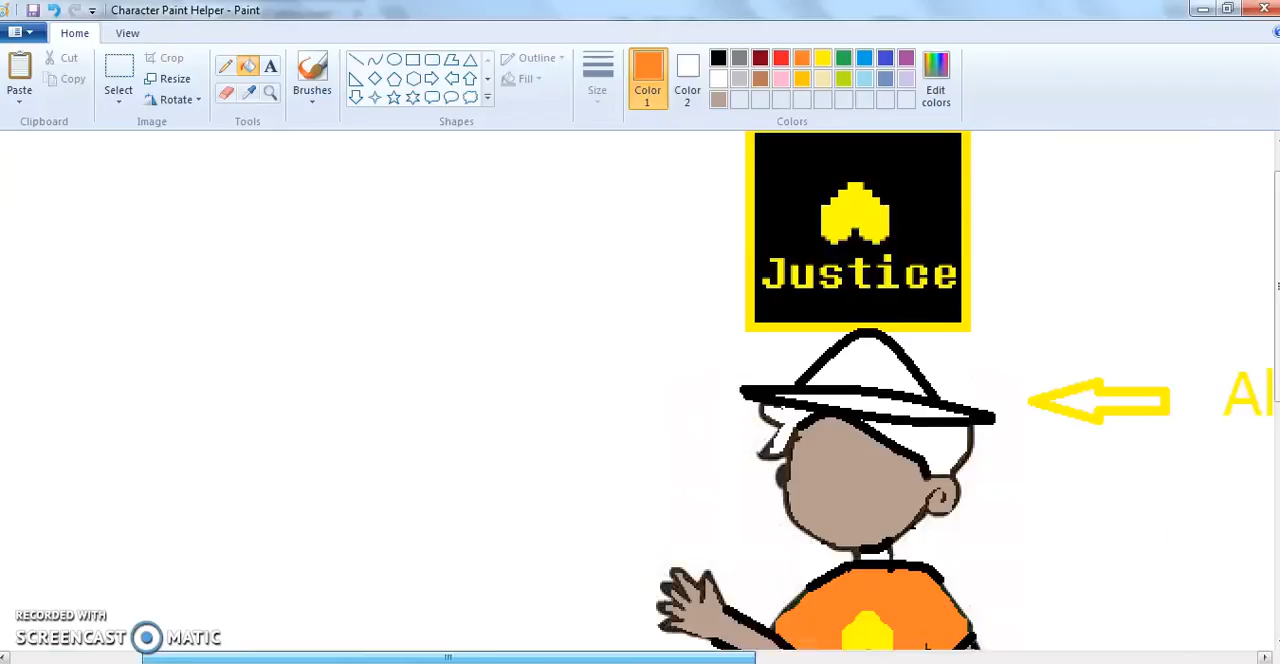 Character Paint Helper - Paint
Home View
Cut
Copy
Paste
Clipboard
Select
Crop
Resize
Rotate
Image
A
Tools
Brushes
Outline
Fill
Shapes
Size
Color 1
Color 2
Edit colors
Colors
Justice
Al
RECORDED WITH
SCREENCAST MATIC